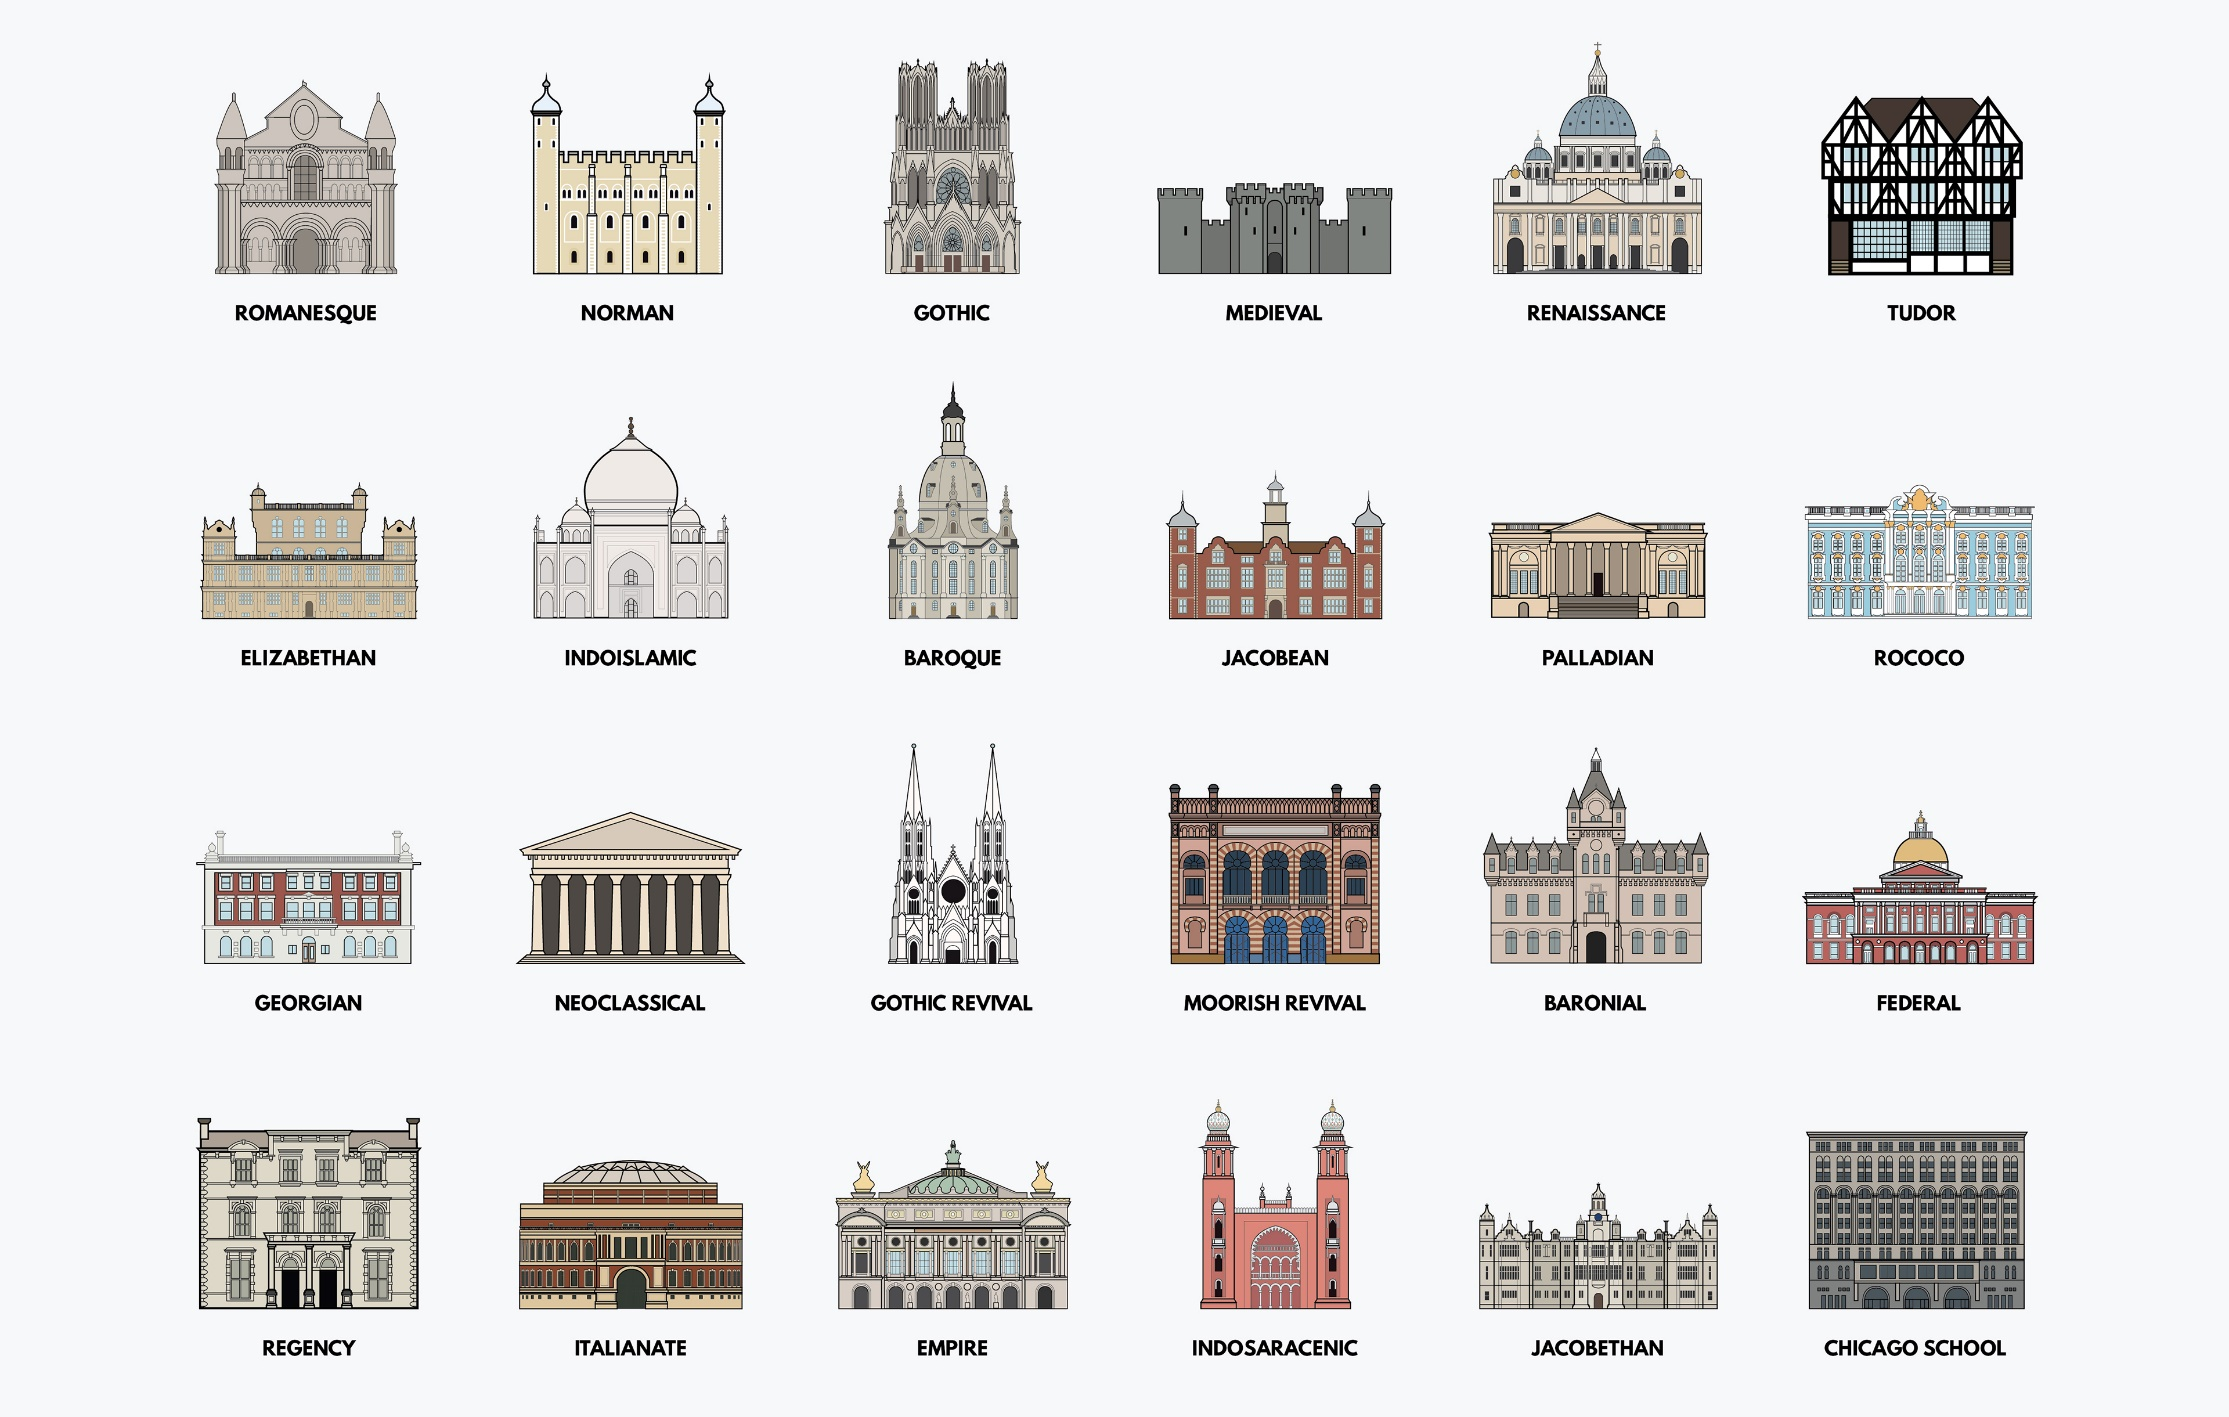 ROMANESQUE
NORMAN
GOTHIC
MEDIEVAL
RENAISSANCE
TUDOR
ELIZABETHAN
INDOISLAMIC
BAROQUE
JACOBEAN
PALLADIAN
ROCOCO
GEORGIAN
NEOCLASSICAL
GOTHIC REVIVAL
MOORISH REVIVAL
BARONIAL
FEDERAL
REGENCY
ITALIANATE
EMPIRE
INDOSARACENIC
JACOBETHAN
CHICAGO SCHOOL